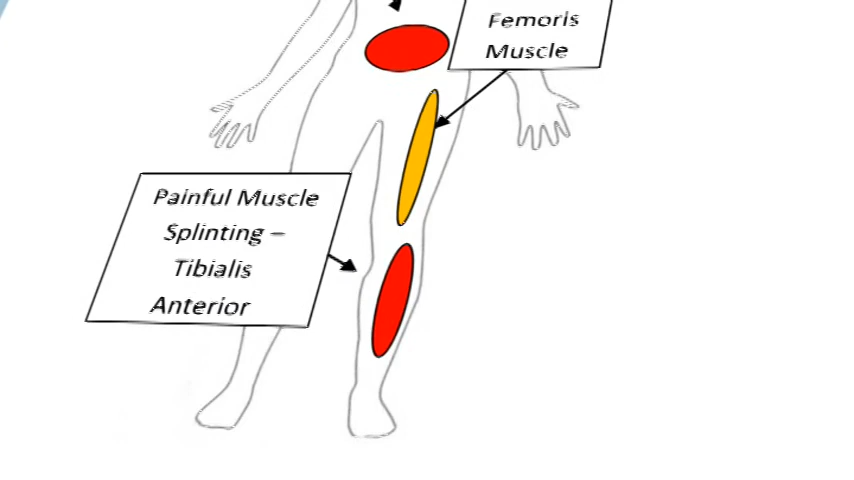 Femoris
Muscle
Painful Muscle
Splinting –
Tibialis
Anterior